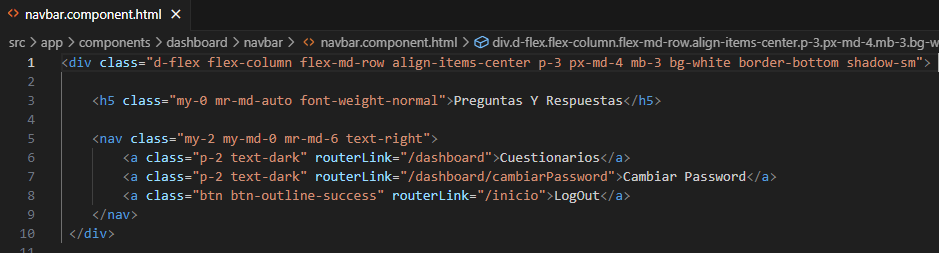 navbar.component.html ×
src > app > components > dashboard > navbar > navbar.component.html > div.d-flex.flex-column.flex-md-row.align-items-center.p-3.px-md-4.mb-3.bg-w
1 <div class="d-flex flex-column flex-md-row align-items-center p-3 px-md-4 mb-3 bg-white border-bottom shadow-sm">
2
3 <h5 class="my-0 mr-md-auto font-weight-normal">Preguntas Y Respuestas</h5>
4
5 <nav class="my-2 my-md-0 mr-md-6 text-right">
6 <a class="p-2 text-dark" routerLink="/dashboard">Cuestionarios</a>
7 <a class="p-2 text-dark" routerLink="/dashboard/cambiarPassword">Cambiar Password</a>
8 <a class="btn btn-outline-success" routerLink="/inicio">LogOut</a>
9 </nav>
10 </div>
11